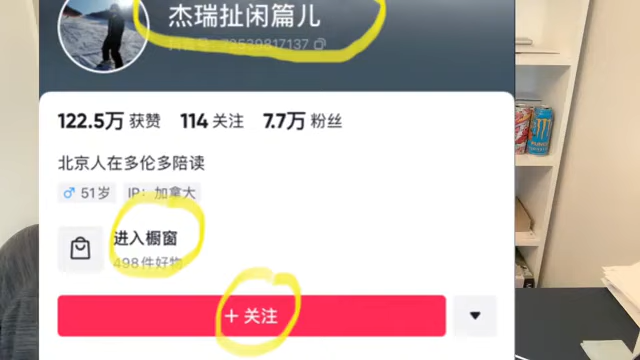 杰瑞扯闲篇儿
122.5万 获赞 114 关注 7.7万 粉丝
北京人在多伦多陪读
♂ 51岁 IP：加拿大
进入橱窗
498件好物
+ 关注